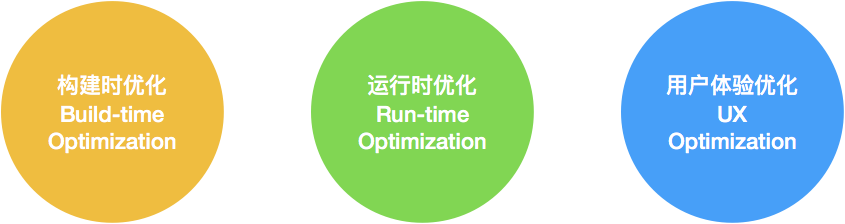 构建时优化
Build-time
Optimization
运行时优化
Run-time
Optimization
用户体验优化
UX
Optimization